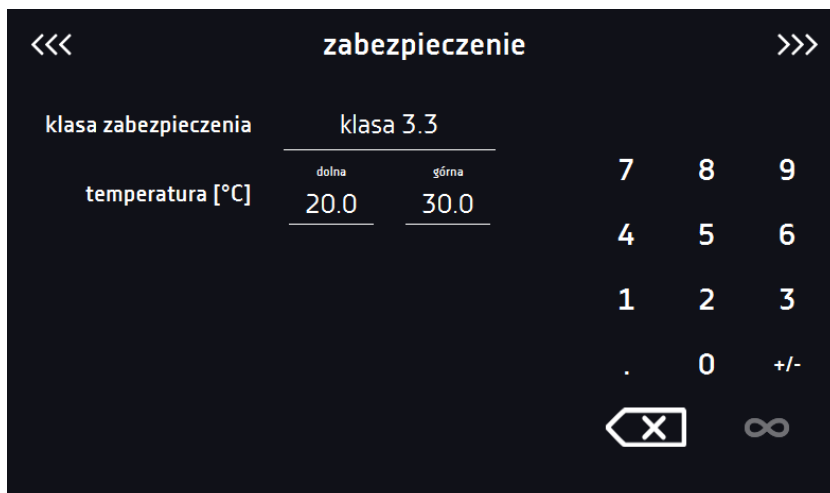 <<< zabezpieczenie >>>
klasa zabezpieczenia klasa 3.3
dolna górna
temperatura [°C] 20.0 30.0
7 8 9
4 5 6
1 2 3
. 0 +/-
X ∞